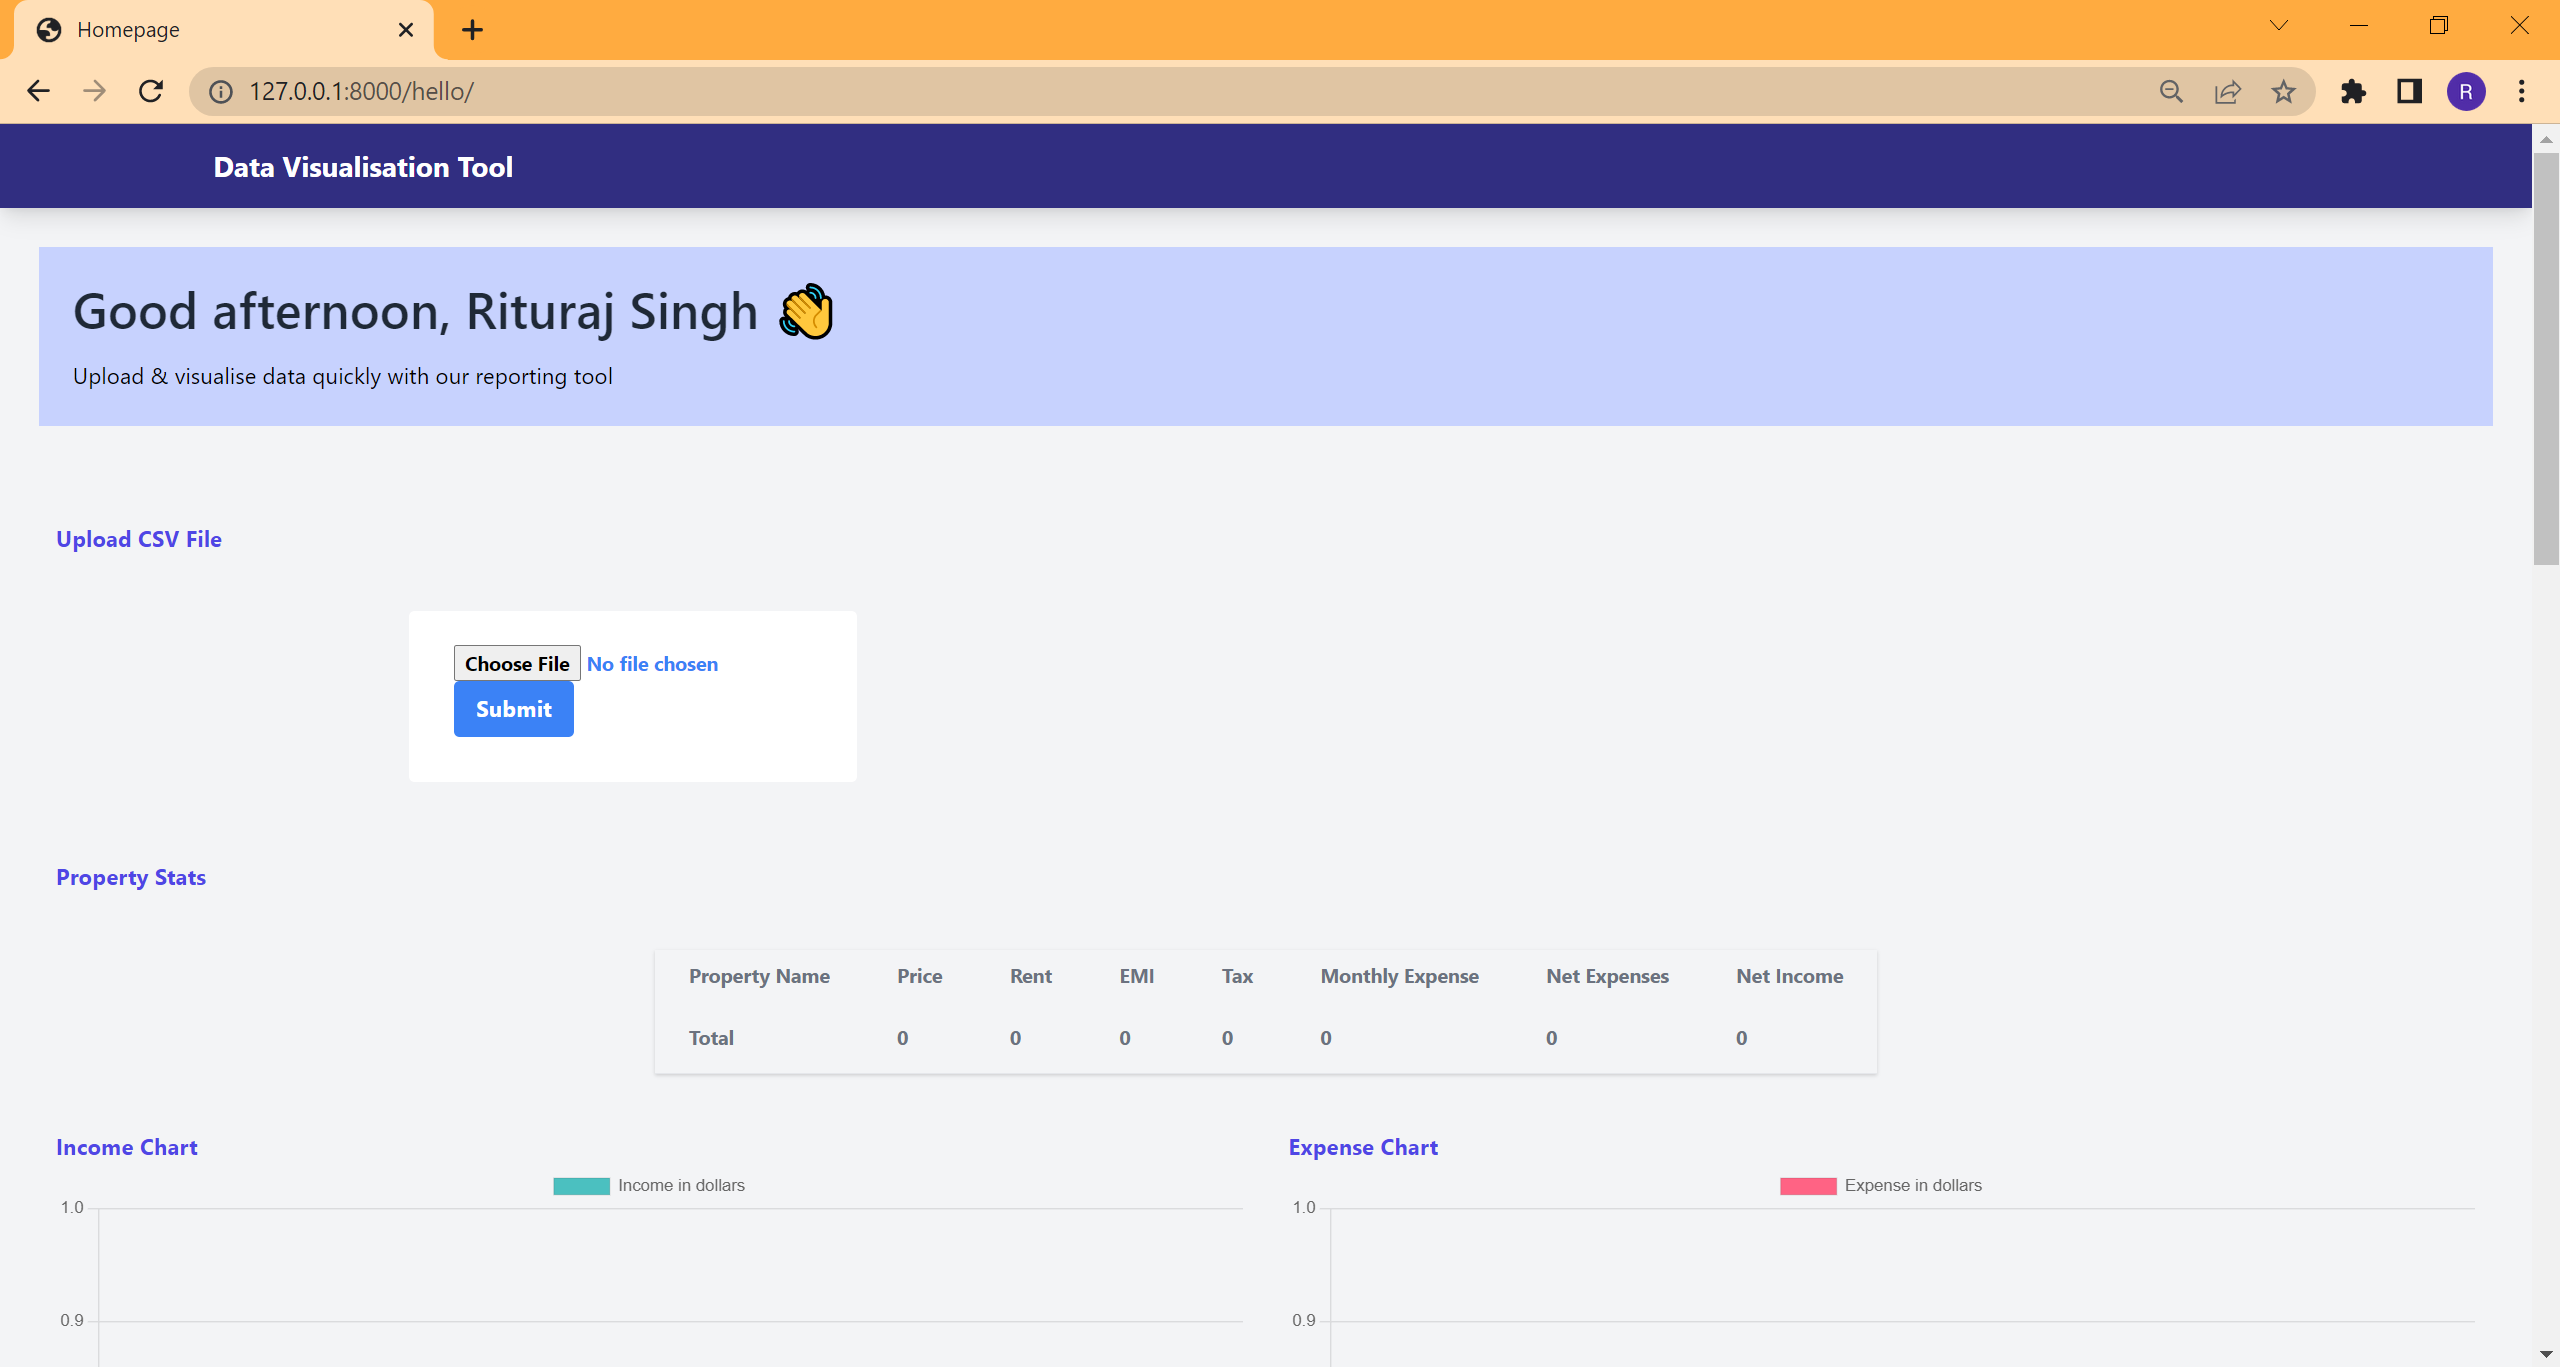 Homepage
127.0.0.1:8000/hello/
R
Data Visualisation Tool
Good afternoon, Rituraj Singh 👋
Upload & visualise data quickly with our reporting tool
Upload CSV File
Choose File No file chosen
Submit
Property Stats
Property Name Price Rent EMI Tax Monthly Expense Net Expenses Net Income
Total 0 0 0 0 0 0 0
Income Chart
Income in dollars
1.0
0.9
Expense Chart
Expense in dollars
1.0
0.9